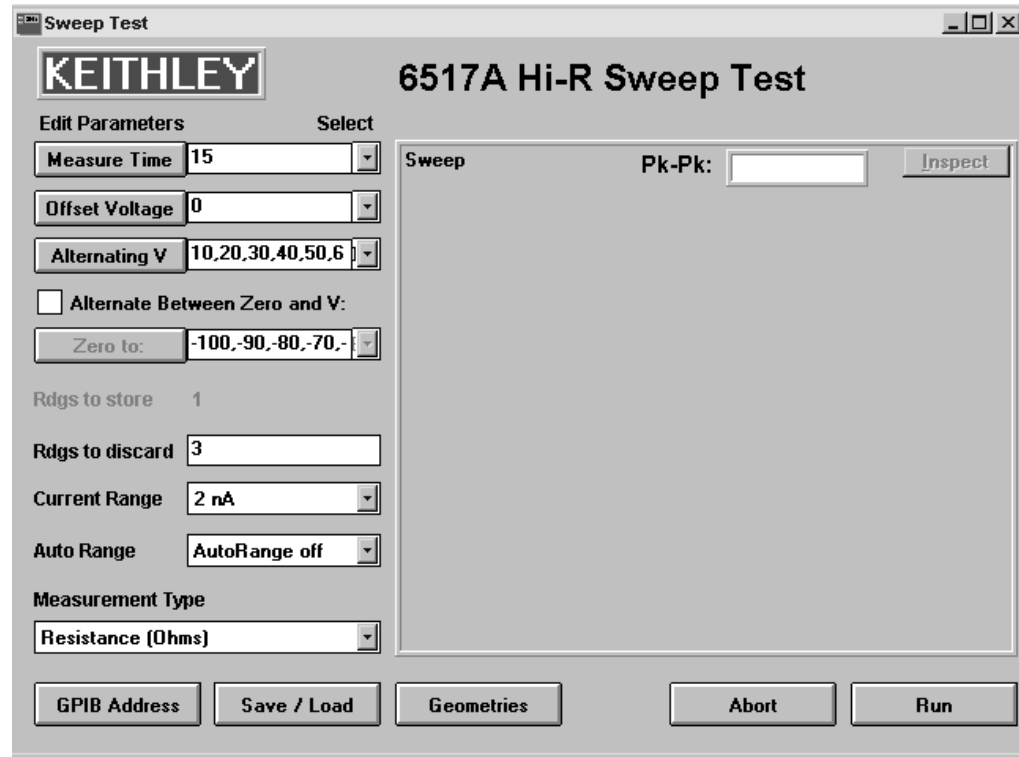 Sweep Test
KEITHLEY
6517A Hi-R Sweep Test
Edit Parameters Select
Measure Time 15
Offset Voltage 0
Alternating V 10,20,30,40,50,6
Alternate Between Zero and V:
Zero to: -100,-90,-80,-70,-
Rdgs to store 1
Rdgs to discard 3
Current Range 2 nA
Auto Range AutoRange off
Measurement Type
Resistance (Ohms)
Sweep Pk-Pk: Inspect
GPIB Address Save / Load Geometries Abort Run